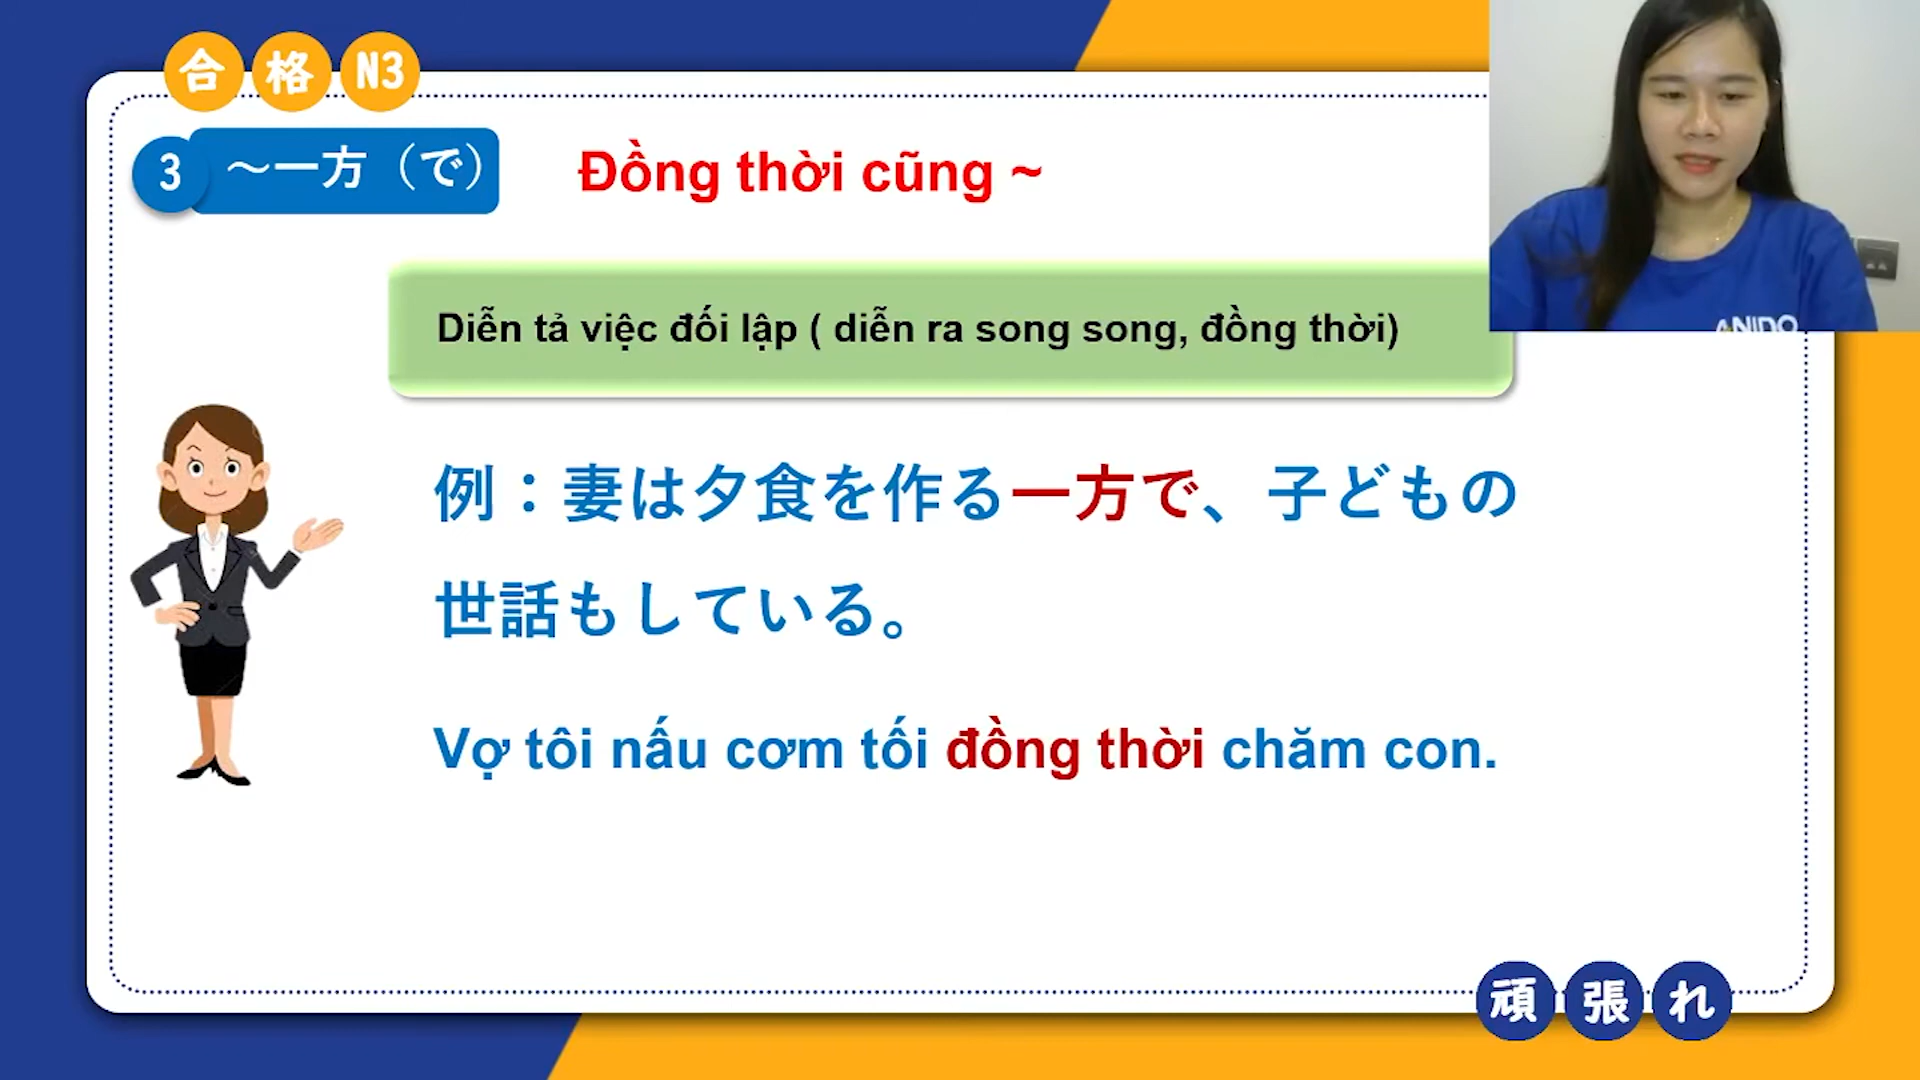 合格N3
3 ～一方（で） Đồng thời cũng ~
Diễn tả việc đối lập ( diễn ra song song, đồng thời)
例：妻は夕食を作る一方で、子どもの
世話もしている。
Vợ tôi nấu cơm tối đồng thời chăm con.
頑張れ